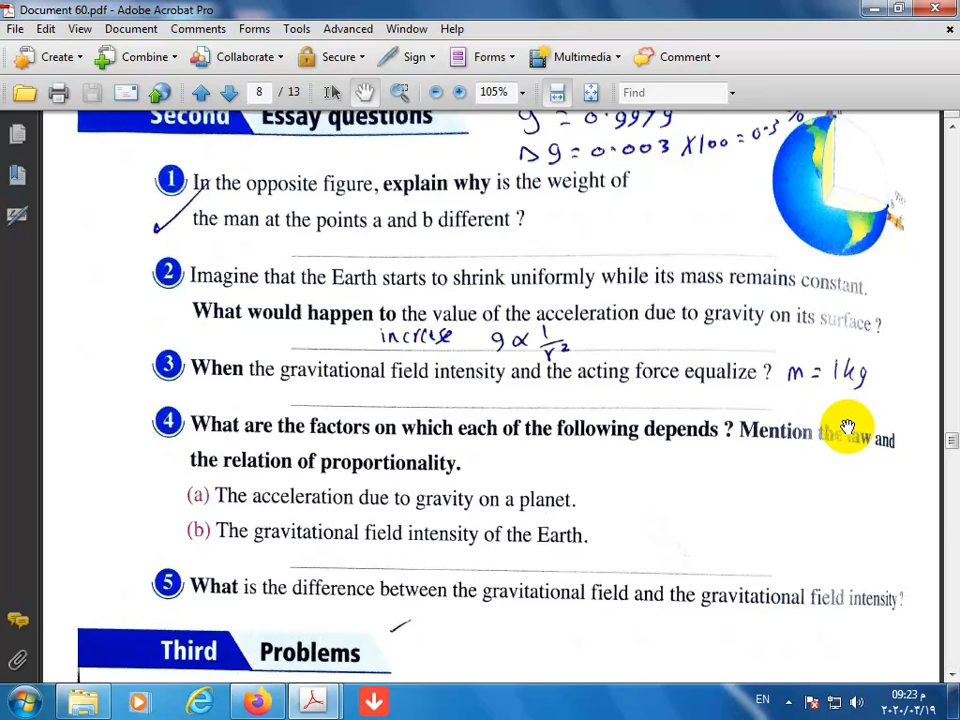 Document 60.pdf - Adobe Acrobat Pro
File Edit View Document Comments Forms Tools Advanced Window Help
Create Combine Collaborate Secure Sign Forms Multimedia Comment
8 / 13 105% Find
Second Essay questions
g = 0.997g
Δg = 0.003 X100 = 0.3 %
1 In the opposite figure, explain why is the weight of
the man at the points a and b different ?
2 Imagine that the Earth starts to shrink uniformly while its mass remains constant.
What would happen to the value of the acceleration due to gravity on its surface ?
increase g ∝ 1/r²
3 When the gravitational field intensity and the acting force equalize ? m = 1kg
4 What are the factors on which each of the following depends ? Mention the law and
the relation of proportionality.
(a) The acceleration due to gravity on a planet.
(b) The gravitational field intensity of the Earth.
5 What is the difference between the gravitational field and the gravitational field intensity?
Third Problems
EN
09:23 م
٢٠٢٠/٠٣/١٩